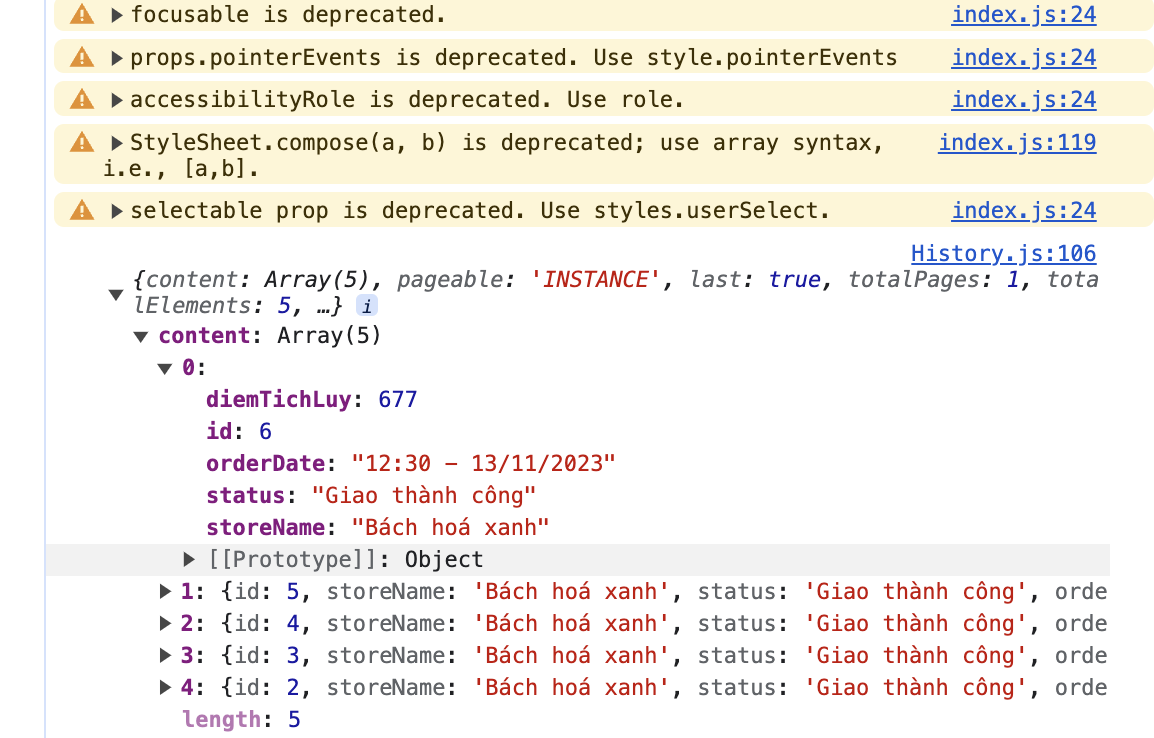 focusable is deprecated. index.js:24
props.pointerEvents is deprecated. Use style.pointerEvents index.js:24
accessibilityRole is deprecated. Use role. index.js:24
StyleSheet.compose(a, b) is deprecated; use array syntax, index.js:119
i.e., [a,b].
selectable prop is deprecated. Use styles.userSelect. index.js:24
History.js:106
{content: Array(5), pageable: 'INSTANCE', last: true, totalPages: 1, tota
lElements: 5, …} i
content: Array(5)
0:
diemTichLuy: 677
id: 6
orderDate: "12:30 – 13/11/2023"
status: "Giao thành công"
storeName: "Bách hoá xanh"
[[Prototype]]: Object
1: {id: 5, storeName: 'Bách hoá xanh', status: 'Giao thành công', orde
2: {id: 4, storeName: 'Bách hoá xanh', status: 'Giao thành công', orde
3: {id: 3, storeName: 'Bách hoá xanh', status: 'Giao thành công', orde
4: {id: 2, storeName: 'Bách hoá xanh', status: 'Giao thành công', orde
length: 5